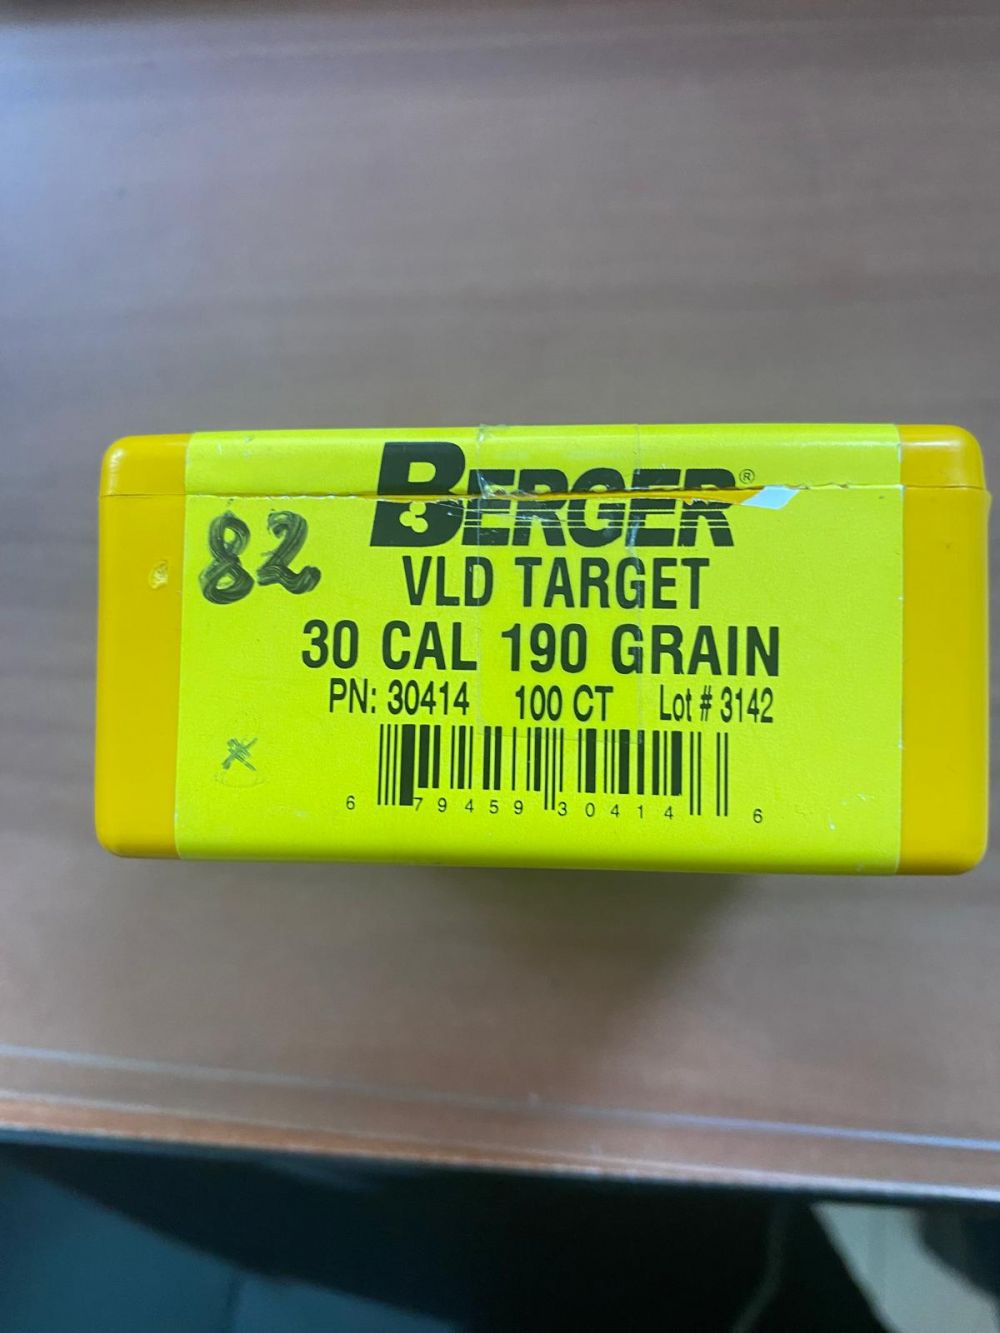 BERGER®
82
VLD TARGET
30 CAL 190 GRAIN
PN: 30414 100 CT Lot # 3142
x
6 79459 30414 6